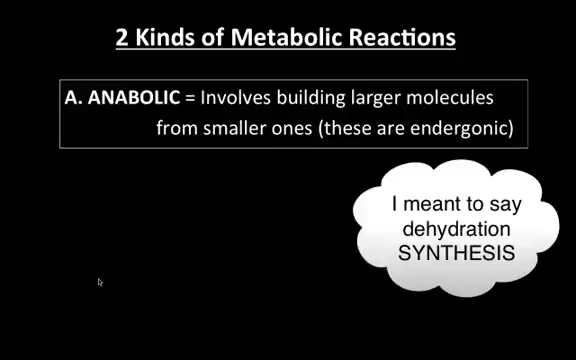 2 Kinds of Metabolic Reactions
A. ANABOLIC = Involves building larger molecules
from smaller ones (these are endergonic)
I meant to say
dehydration
SYNTHESIS